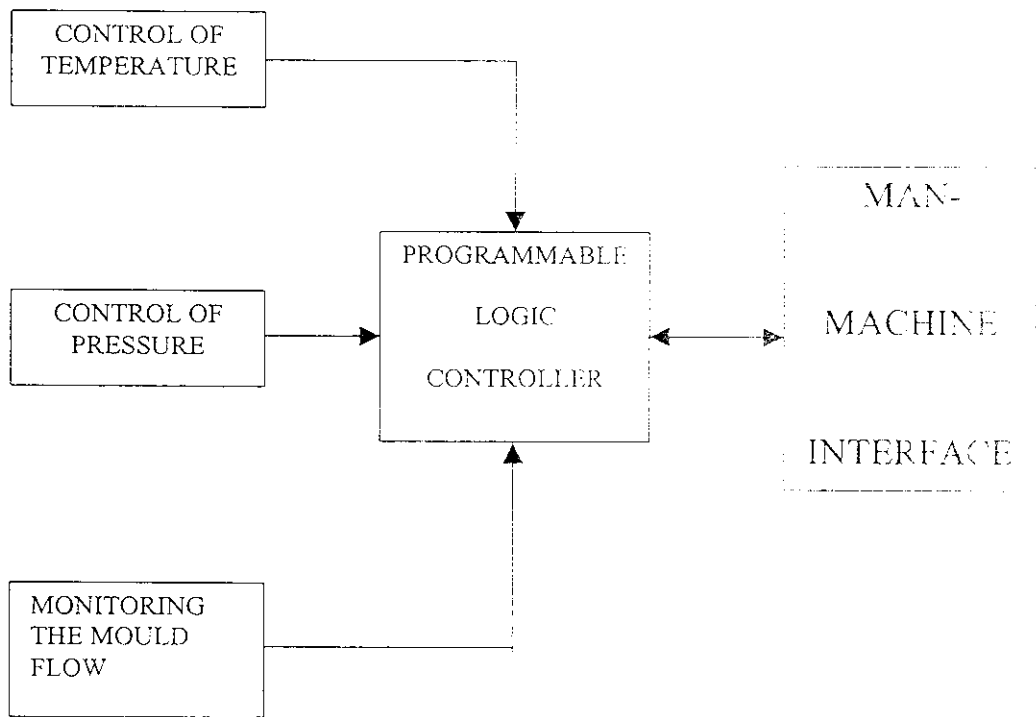 CONTROL OF
TEMPERATURE
CONTROL OF
PRESSURE
MONITORING
THE MOULD
FLOW
PROGRAMMABLE
LOGIC
CONTROLLER
MAN-
MACHINE
INTERFACE